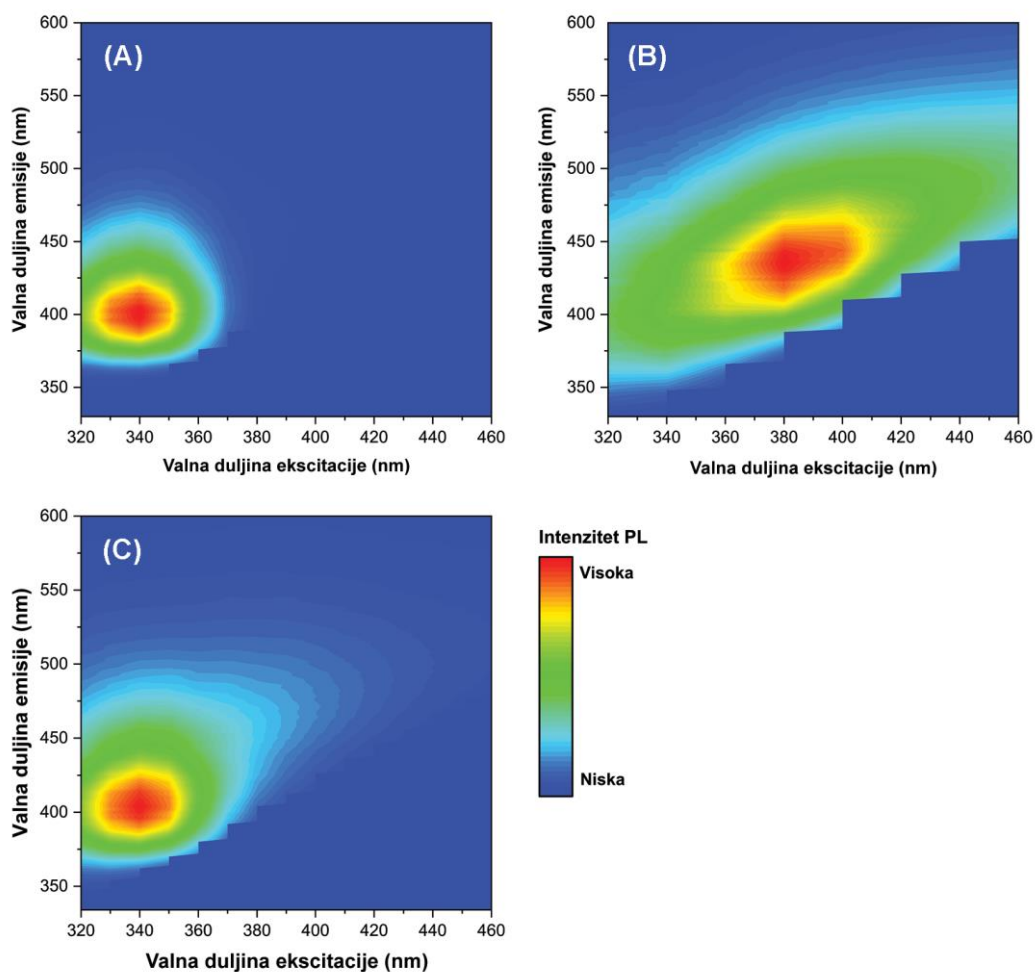 (A)
600
550
500
450
400
350
Valna duljina emisije (nm)
320 340 360 380 400 420 440 460
Valna duljina ekscitacije (nm)
(B)
600
550
500
450
400
350
Valna duljina emisije (nm)
320 340 360 380 400 420 440 460
Valna duljina ekscitacije (nm)
(C)
600
550
500
450
400
350
Valna duljina emisije (nm)
320 340 360 380 400 420 440 460
Valna duljina ekscitacije (nm)
Intenzitet PL
Visoka
Niska